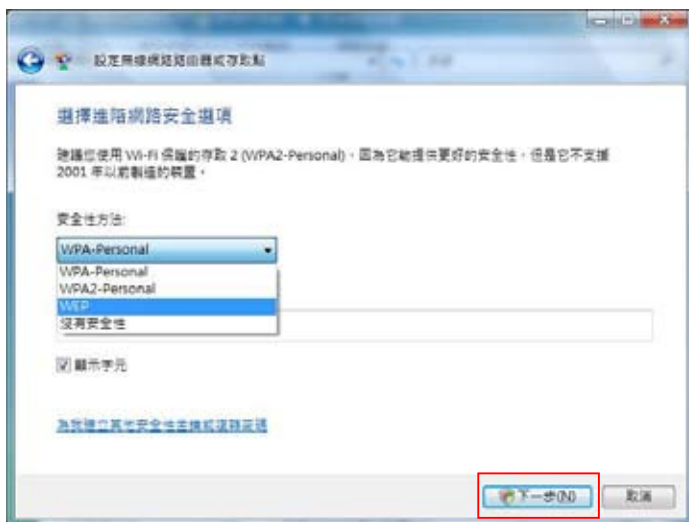 設定無線網路路由器或存取點
選擇進階網路安全選項
建議您使用 Wi-Fi 保護的存取 2 (WPA2-Personal)，因為它能提供更好的安全性，但是它不支援
2001 年以前製造的裝置。
安全性方法:
WPA-Personal
WPA-Personal
WPA2-Personal
WEP
沒有安全性
顯示字元
為我建立其他安全性金鑰或複雜密碼
下一步(N)
取消